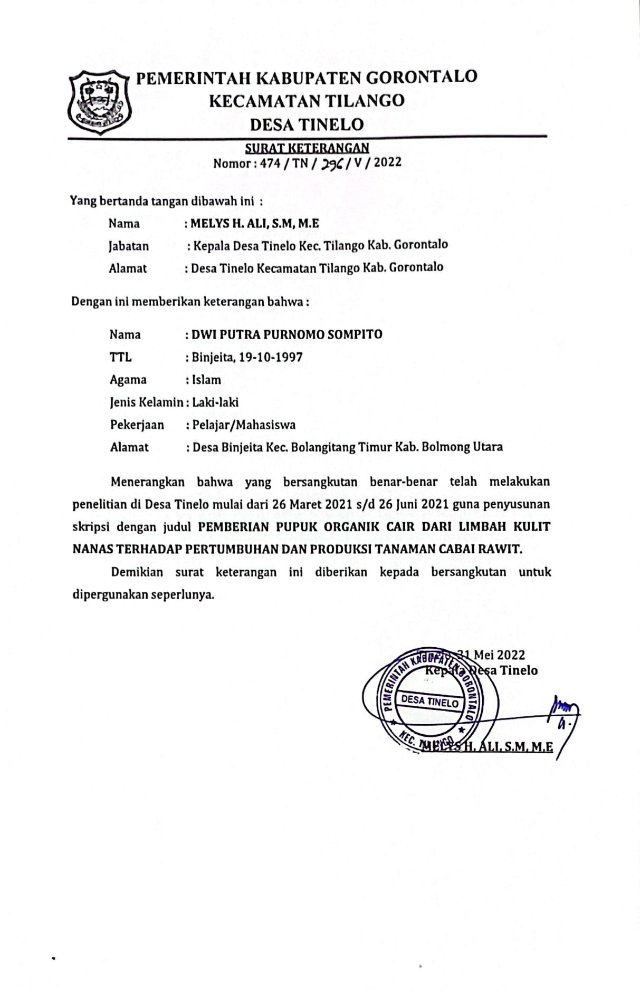 PEMERINTAH KABUPATEN GORONTALO
KECAMATAN TILANGO
DESA TINELO
SURAT KETERANGAN
Nomor : 474 / TN / 296 / V / 2022
Yang bertanda tangan dibawah ini :
Nama : MELYS H. ALI, S.M, M.E
Jabatan : Kepala Desa Tinelo Kec. Tilango Kab. Gorontalo
Alamat : Desa Tinelo Kecamatan Tilango Kab. Gorontalo
Dengan ini memberikan keterangan bahwa :
Nama : DWI PUTRA PURNOMO SOMPITO
TTL : Binjeita, 19-10-1997
Agama : Islam
Jenis Kelamin : Laki-laki
Pekerjaan : Pelajar/Mahasiswa
Alamat : Desa Binjeita Kec. Bolangitang Timur Kab. Bolmong Utara
Menerangkan bahwa yang bersangkutan benar-benar telah melakukan
penelitian di Desa Tinelo mulai dari 26 Maret 2021 s/d 26 Juni 2021 guna penyusunan
skripsi dengan judul PEMBERIAN PUPUK ORGANIK CAIR DARI LIMBAH KULIT
NANAS TERHADAP PERTUMBUHAN DAN PRODUKSI TANAMAN CABAI RAWIT.
Demikian surat keterangan ini diberikan kepada bersangkutan untuk
dipergunakan seperlunya.
31 Mei 2022
Kepala Desa Tinelo
PEMERINTAH KABUPATEN GORONTALO
DESA TINELO
KEC. TILANGO
MELYS H. ALI, S.M, M.E